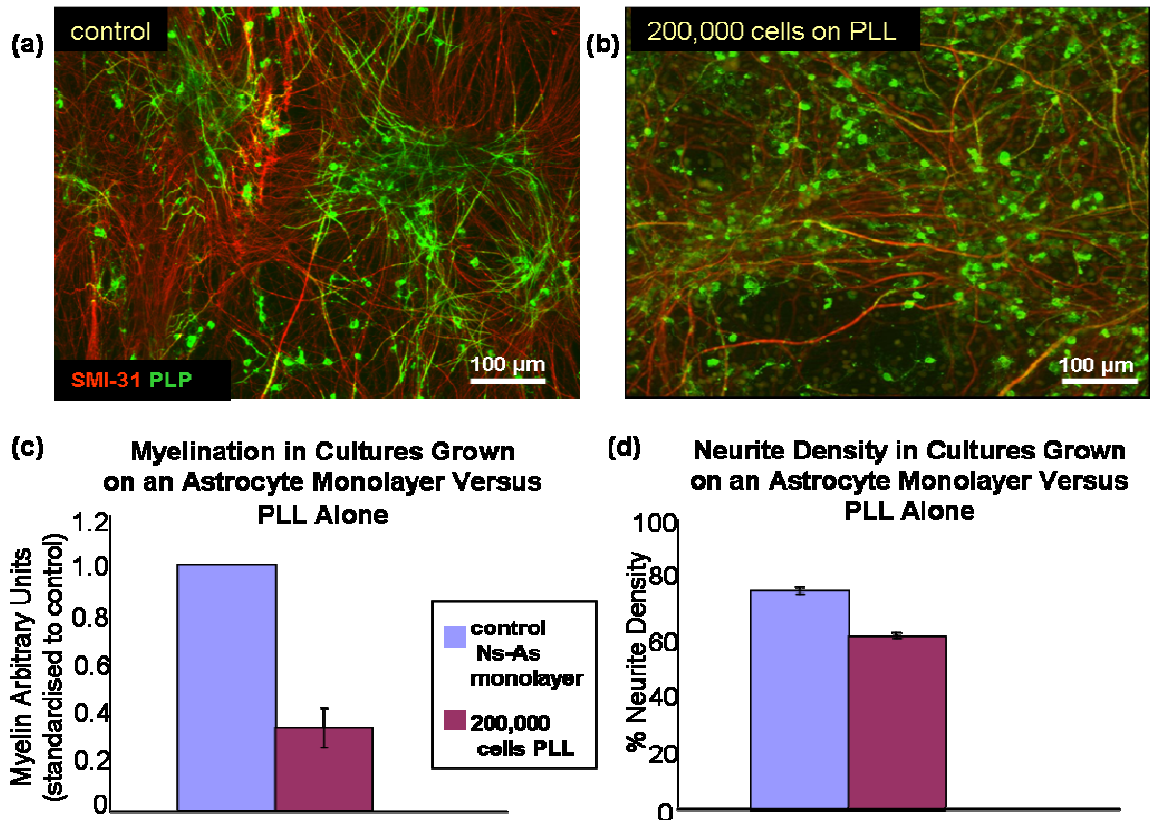 (a)
control
SMI-31 PLP
100 µm
(b)
200,000 cells on PLL
100 µm
(c)
Myelination in Cultures Grown
on an Astrocyte Monolayer Versus
PLL Alone
Myelin Arbitrary Units
(standardised to control)
1.2
1.0
0.8
0.6
0.4
0.2
0
control
Ns-As
monolayer
200,000
cells PLL
(d)
Neurite Density in Cultures Grown
on an Astrocyte Monolayer Versus
PLL Alone
% Neurite Density
100
80
60
40
20
0